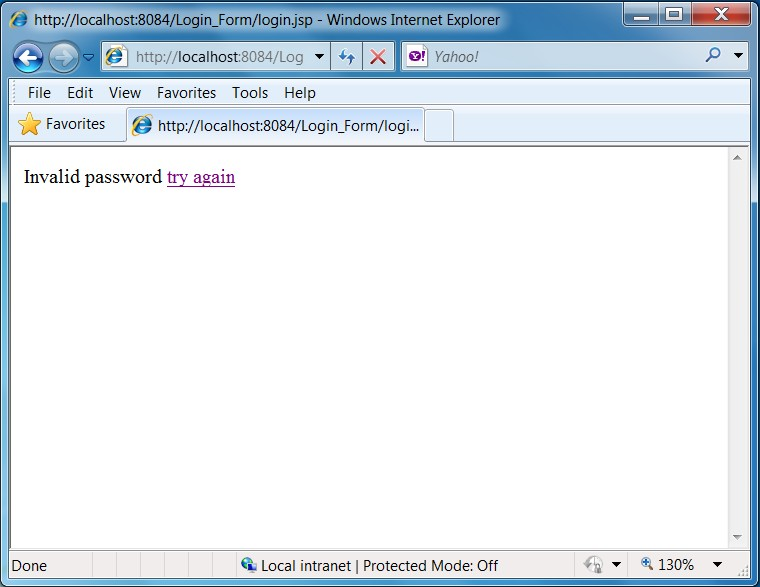 http://localhost:8084/Login_Form/login.jsp - Windows Internet Explorer
http://localhost:8084/Log
Yahoo!
File Edit View Favorites Tools Help
Favorites http://localhost:8084/Login_Form/logi...
Invalid password try again
Done Local intranet | Protected Mode: Off 130%